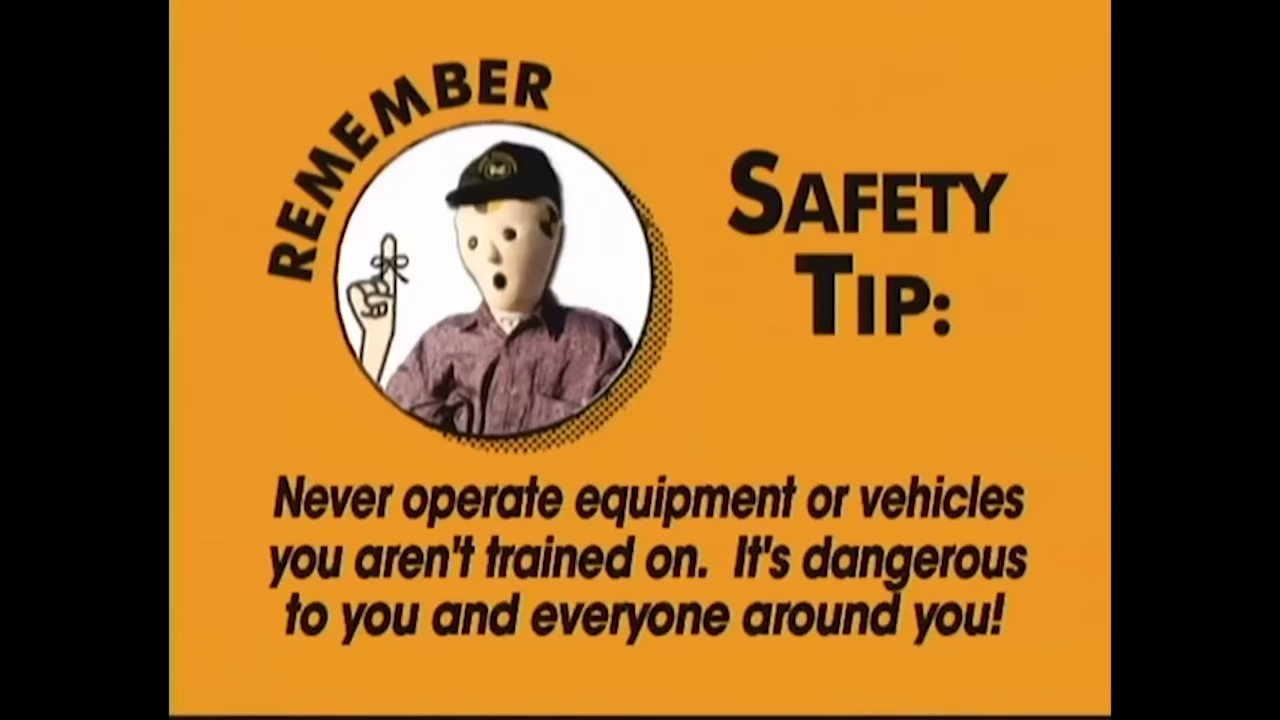 REMEMBER
SAFETY
TIP:
Never operate equipment or vehicles
you aren't trained on. It's dangerous
to you and everyone around you!